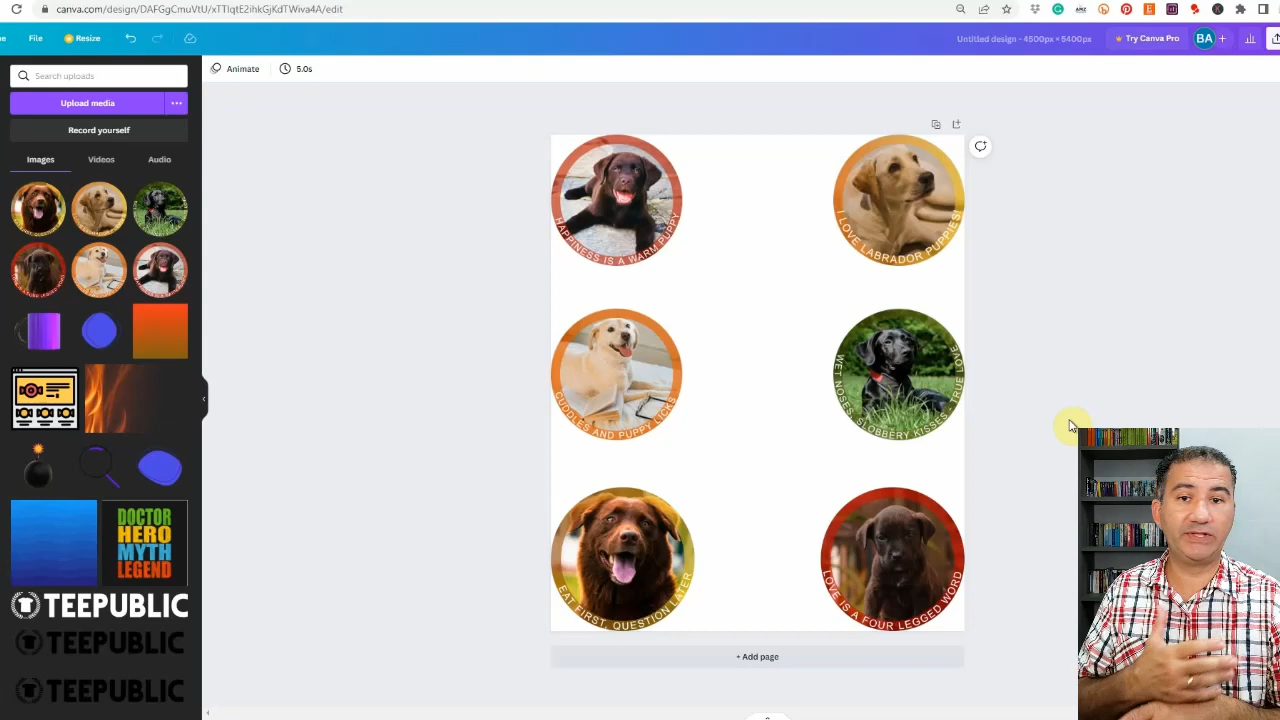 canva.com/design/DAFGgCmuVtU/xTTlqtE2ihkGjKdTWiva4A/edit
File
Resize
Untitled design - 4500px × 5400px
Try Canva Pro
BA
+
Search uploads
Animate
5.0s
Upload media
Record yourself
Images
Videos
Audio
HAPPINESS IS A WARM PUPPY
I LOVE LABRADOR PUPPIES!
CUDDLES AND PUPPY LICKS
WET NOSES, SLOBBERY KISSES - TRUE LOVE
EAT FIRST, QUESTION LATER
LOVE IS A FOUR LEGGED WORD
DOCTOR
HERO
MYTH
LEGEND
TEEPUBLIC
TEEPUBLIC
TEEPUBLIC
+ Add page